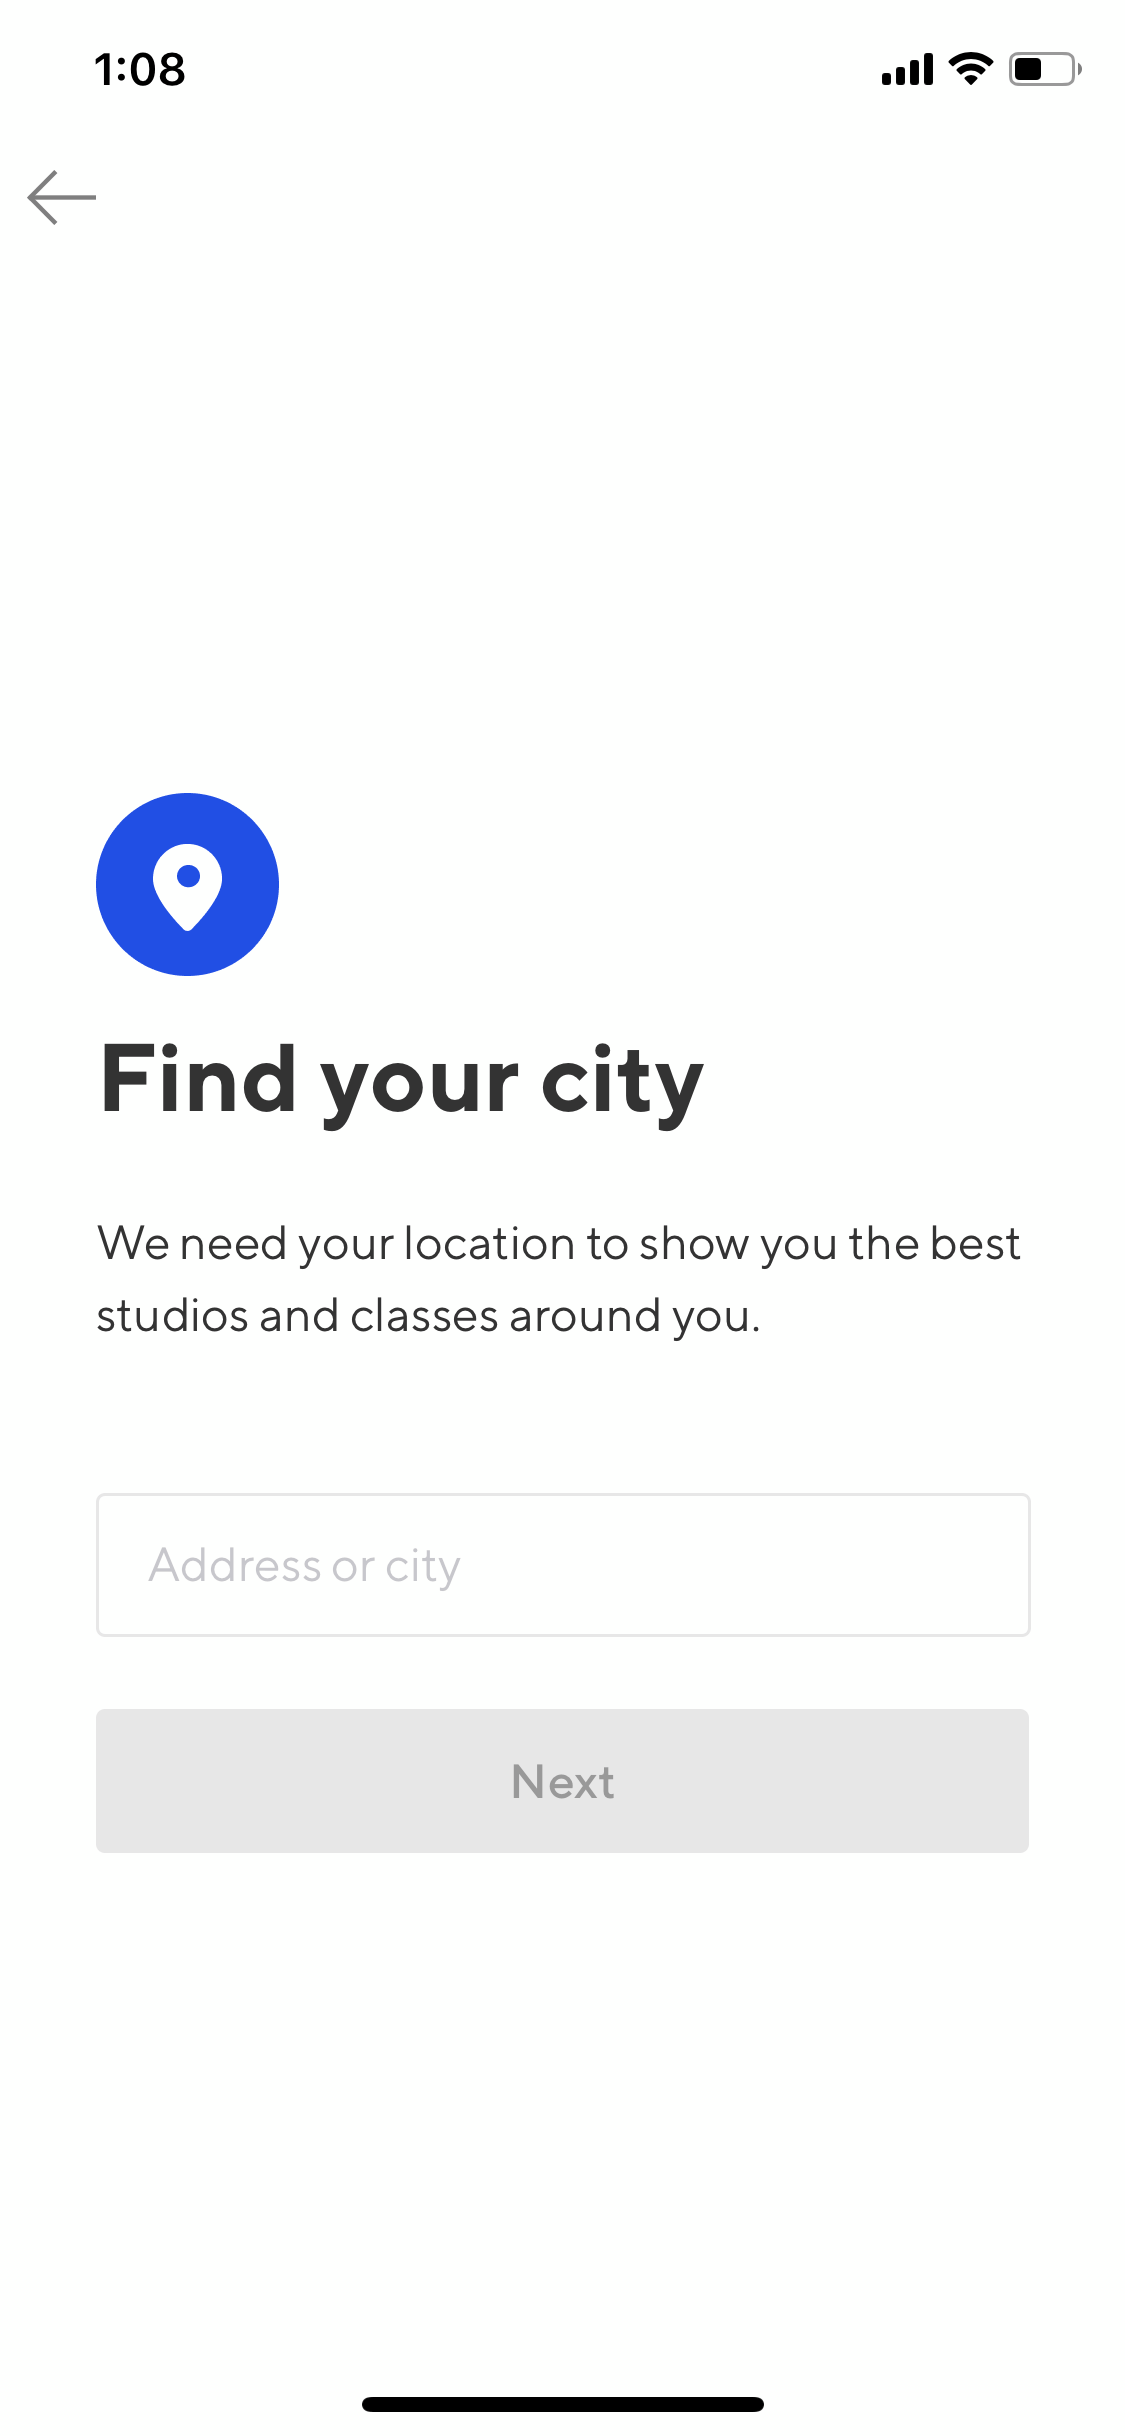 1:08
Find your city
We need your location to show you the best
studios and classes around you.
Address or city
Next